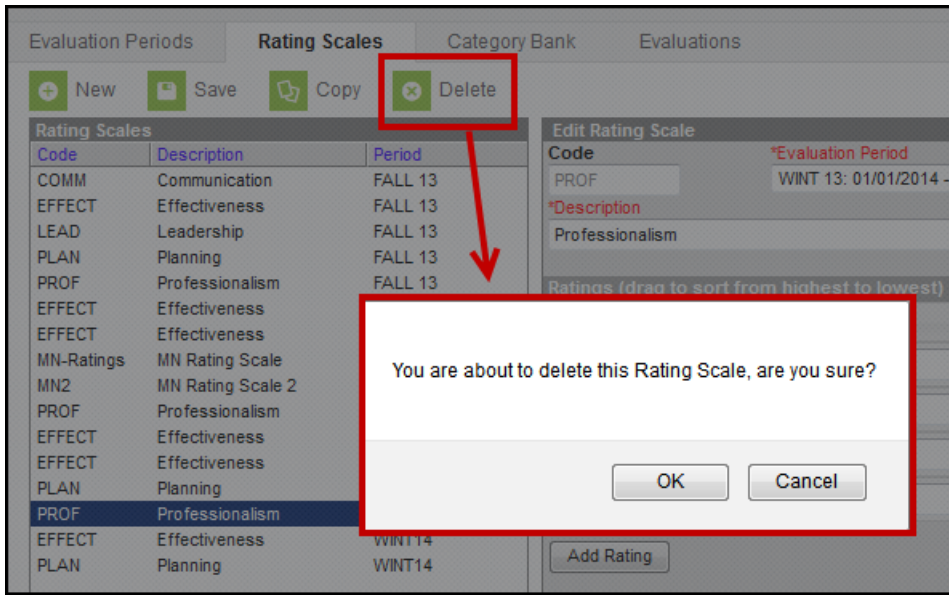 Evaluation Periods Rating Scales Category Bank Evaluations
New Save Copy Delete
Rating Scales
Code Description Period
COMM Communication FALL 13
EFFECT Effectiveness FALL 13
LEAD Leadership FALL 13
PLAN Planning FALL 13
PROF Professionalism FALL 13
EFFECT Effectiveness
EFFECT Effectiveness
MN-Ratings MN Rating Scale
MN2 MN Rating Scale 2
PROF Professionalism
EFFECT Effectiveness
EFFECT Effectiveness
PLAN Planning
PROF Professionalism
EFFECT Effectiveness WINT14
PLAN Planning WINT14
Edit Rating Scale
Code *Evaluation Period
PROF WINT 13: 01/01/2014 -
*Description
Professionalism
Ratings (drag to sort from highest to lowest)
You are about to delete this Rating Scale, are you sure?
OK Cancel
Add Rating